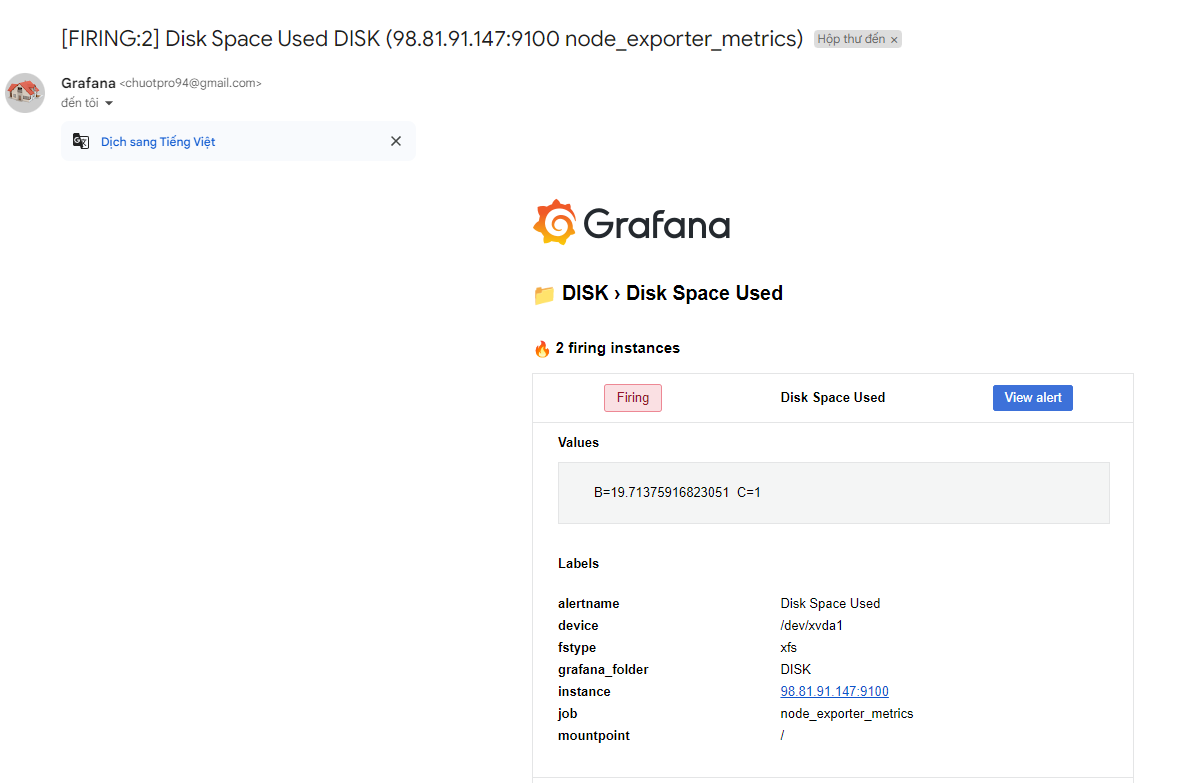 [FIRING:2] Disk Space Used DISK (98.81.91.147:9100 node_exporter_metrics) Hộp thư đến ×
Grafana <chuotpro94@gmail.com>
đến tôi
Dịch sang Tiếng Việt
Grafana
DISK › Disk Space Used
2 firing instances
Firing Disk Space Used View alert
Values
B=19.71375916823051 C=1
Labels
alertname Disk Space Used
device /dev/xvda1
fstype xfs
grafana_folder DISK
instance 98.81.91.147:9100
job node_exporter_metrics
mountpoint /